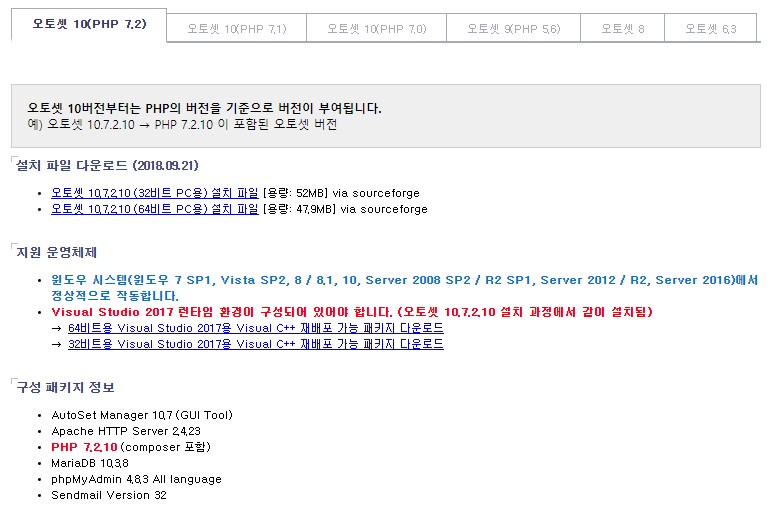 오토셋 10(PHP 7.2)
오토셋 10(PHP 7.1)
오토셋 10(PHP 7.0)
오토셋 9(PHP 5.6)
오토셋 8
오토셋 6.3
오토셋 10버전부터는 PHP의 버전을 기준으로 버전이 부여됩니다.
예) 오토셋 10.7.2.10 → PHP 7.2.10 이 포함된 오토셋 버전
설치 파일 다운로드 (2018.09.21)
• 오토셋 10.7.2.10 (32비트 PC용) 설치 파일 [용량: 52MB] via sourceforge
• 오토셋 10.7.2.10 (64비트 PC용) 설치 파일 [용량: 47.9MB] via sourceforge
지원 운영체제
• 윈도우 시스템(윈도우 7 SP1, Vista SP2, 8 / 8.1, 10, Server 2008 SP2 / R2 SP1, Server 2012 / R2, Server 2016)에서
정상적으로 작동합니다.
• Visual Studio 2017 런타임 환경이 구성되어 있어야 합니다. (오토셋 10.7.2.10 설치 과정에서 같이 설치됨)
→ 64비트용 Visual Studio 2017용 Visual C++ 재배포 가능 패키지 다운로드
→ 32비트용 Visual Studio 2017용 Visual C++ 재배포 가능 패키지 다운로드
구성 패키지 정보
• AutoSet Manager 10.7 (GUI Tool)
• Apache HTTP Server 2.4.23
• PHP 7.2.10 (composer 포함)
• MariaDB 10.3.8
• phpMyAdmin 4.8.3 All language
• Sendmail Version 32